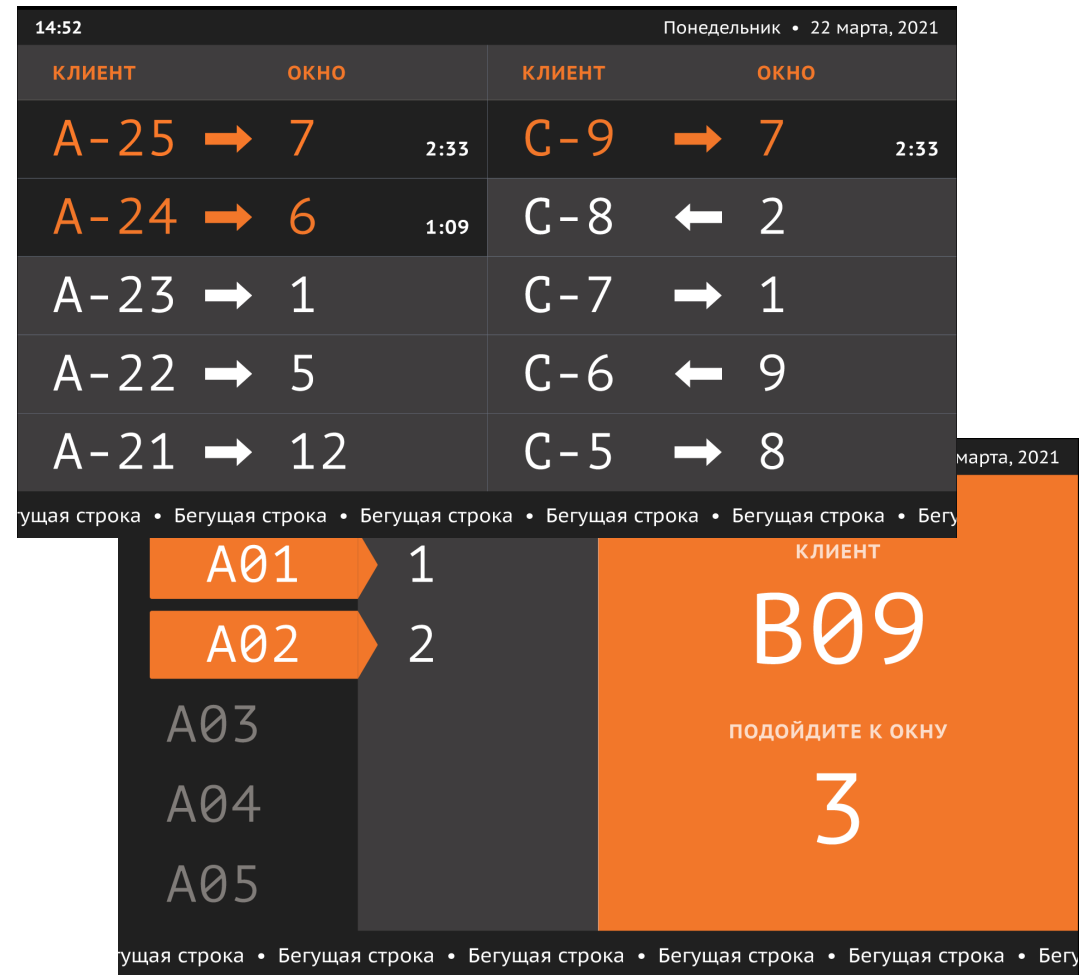 14:52 Понедельник • 22 марта, 2021
КЛИЕНТ ОКНО КЛИЕНТ ОКНО
A-25 → 7 2:33 C-9 → 7 2:33
A-24 → 6 1:09 C-8 ← 2
A-23 → 1 C-7 → 1
A-22 → 5 C-6 ← 9
A-21 → 12 C-5 → 8
строка • Бегущая строка • Бегущая строка • Бегущая строка • Бегущая строка •
марта, 2021
A01 1
A02 2
A03
A04
A05
КЛИЕНТ
B09
ПОДОЙДИТЕ К ОКНУ
3
строка • Бегущая строка • Бегущая строка • Бегущая строка • Бегущая строка •